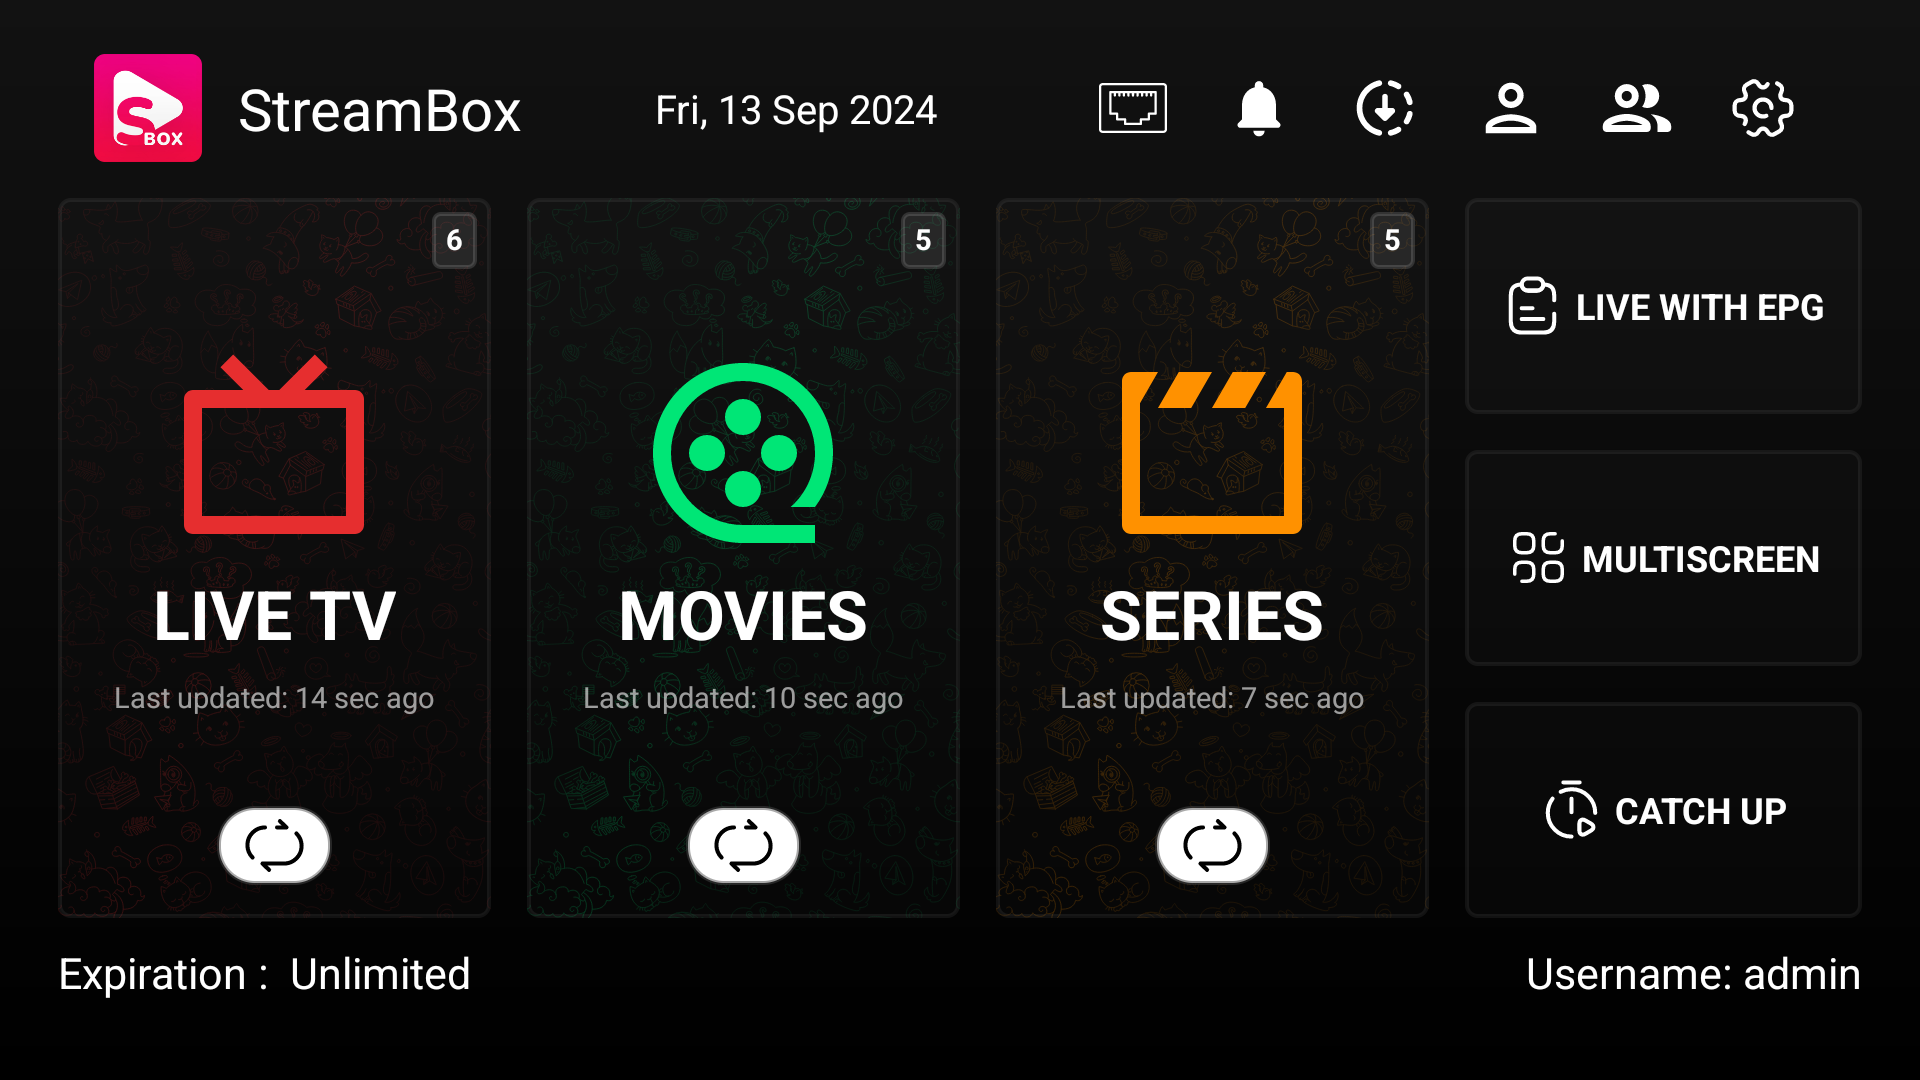 BOX
StreamBox
Fri, 13 Sep 2024
6
LIVE TV
Last updated: 14 sec ago
5
MOVIES
Last updated: 10 sec ago
5
SERIES
Last updated: 7 sec ago
LIVE WITH EPG
MULTISCREEN
CATCH UP
Expiration : Unlimited
Username: admin